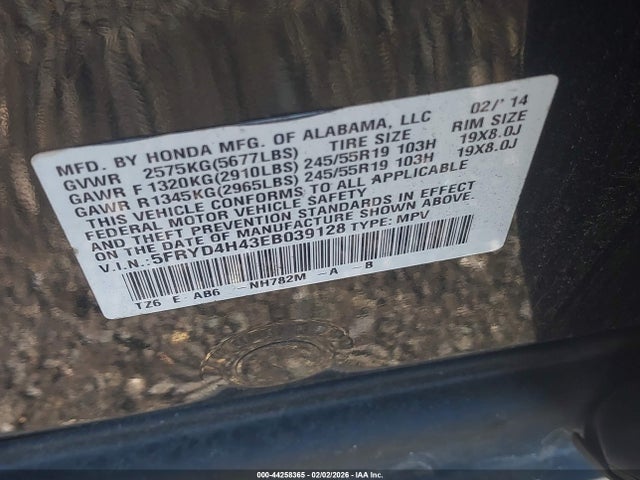 MFD. BY HONDA MFG. OF ALABAMA, LLC 02/'14
GVWR 2575KG(5677LBS) TIRE SIZE RIM SIZE
GAWR F 1320KG(2910LBS) 245/55R19 103H 19X8.0J
GAWR R1345KG(2965LBS) 245/55R19 103H 19X8.0J
THIS VEHICLE CONFORMS TO ALL APPLICABLE
FEDERAL MOTOR VEHICLE SAFETY, BUMPER,
AND THEFT PREVENTION STANDARDS IN EFFECT
ON THE DATE OF MANUFACTURE SHOWN ABOVE.
V.I.N.: 5FRYD4H43EB039128 TYPE: MPV
TZ6 E- AB6 -NH782M -A -B
000-44258365 - 02/02/2026 - IAA Inc.